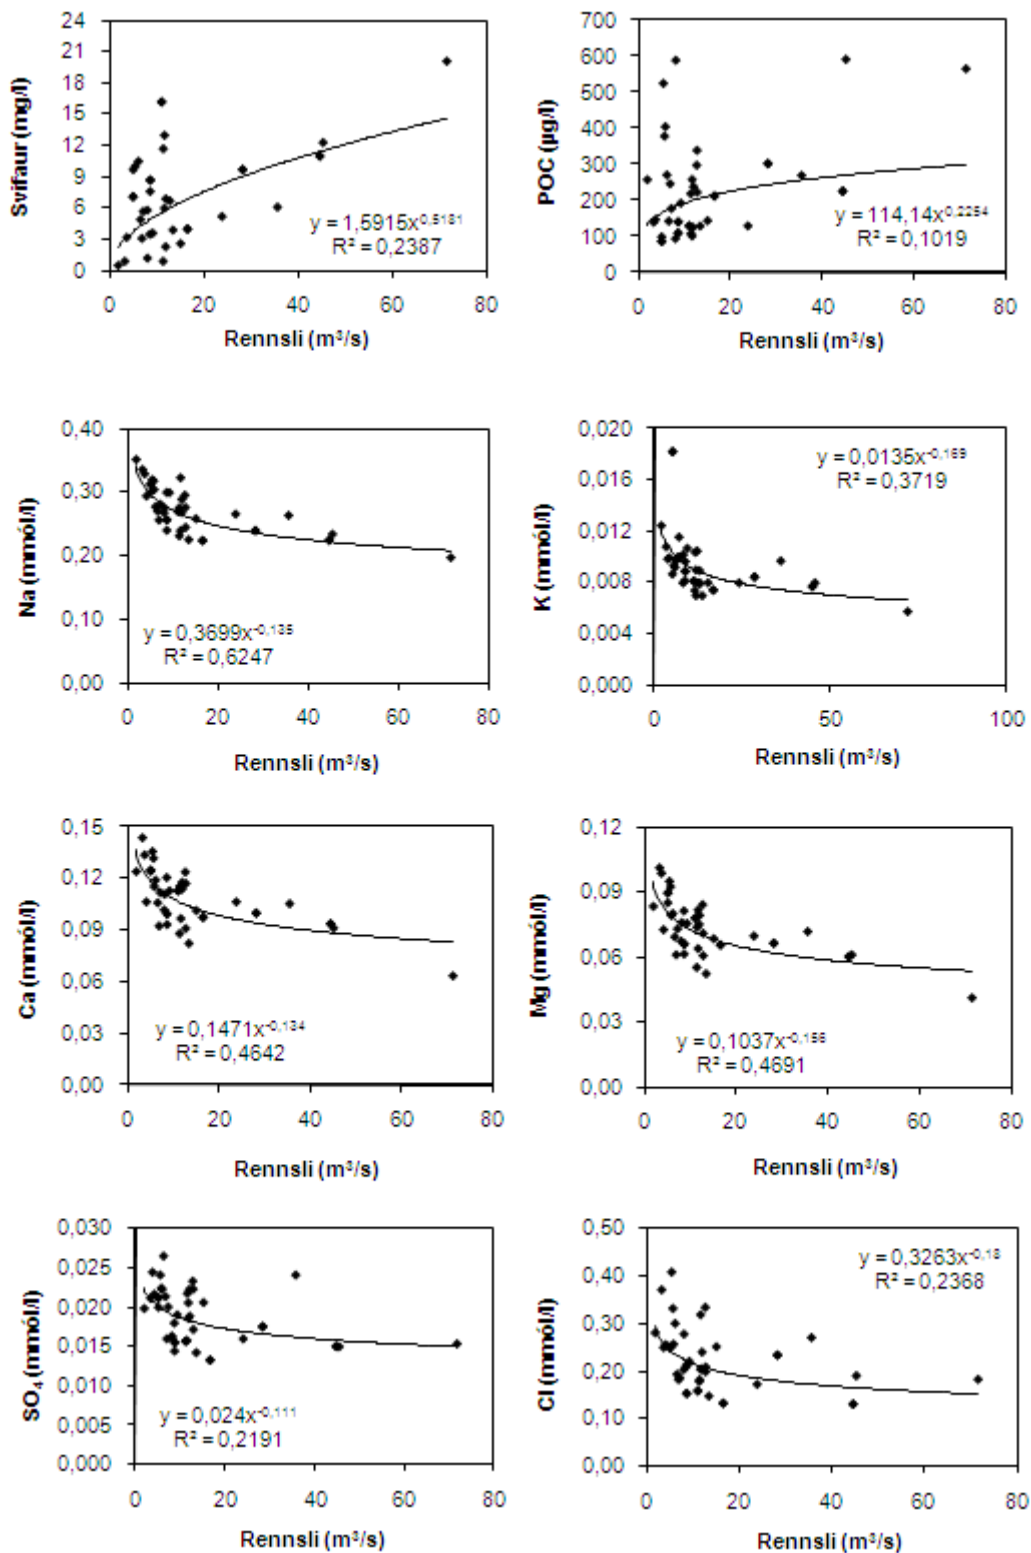 Svifaur (mg/l)
24
21
18
15
12
9
6
3
0
y = 1,5915x^0,5181
R² = 0,2387
0 20 40 60 80
Rennsli (m³/s)
POC (µg/l)
700
600
500
400
300
200
100
0
y = 114,14x^0,2254
R² = 0,1019
0 20 40 60 80
Rennsli (m³/s)
Na (mmól/l)
0,40
0,30
0,20
0,10
0,00
y = 0,3699x^-0,135
R² = 0,6247
0 20 40 60 80
Rennsli (m³/s)
K (mmól/l)
0,020
0,016
0,012
0,008
0,004
0,000
y = 0,0135x^-0,169
R² = 0,3719
0 50 100
Rennsli (m³/s)
Ca (mmól/l)
0,15
0,12
0,09
0,06
0,03
0,00
y = 0,1471x^-0,134
R² = 0,4642
0 20 40 60 80
Rennsli (m³/s)
Mg (mmól/l)
0,12
0,09
0,06
0,03
0,00
y = 0,1037x^-0,156
R² = 0,4691
0 20 40 60 80
Rennsli (m³/s)
SO₄ (mmól/l)
0,030
0,025
0,020
0,015
0,010
0,005
0,000
y = 0,024x^-0,111
R² = 0,2191
0 20 40 60 80
Rennsli (m³/s)
Cl (mmól/l)
0,50
0,40
0,30
0,20
0,10
0,00
y = 0,3263x^-0,18
R² = 0,2368
0 20 40 60 80
Rennsli (m³/s)